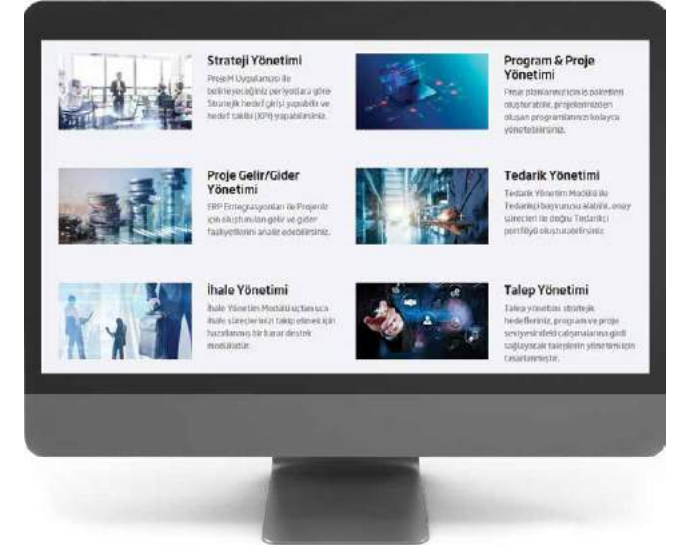 Strateji Yönetimi
ProjeM Uygulaması ile
belirleyeceğiniz periyotlara göre
Stratejik hedef girişi yapabilir ve
hedef takibi (KPI) yapabilirsiniz.
Program & Proje
Yönetimi
Proje planlarınız için iş paketleri
oluşturabilir, projelerinizden
oluşan programlarınızı kolayca
yönetebilirsiniz.
Proje Gelir/Gider
Yönetimi
ERP Entegrasyonları ile Projeniz
için oluşturulan gelir ve gider
faaliyetlerini analiz edebilirsiniz.
Tedarik Yönetimi
Tedarik Yönetim Modülü ile
Tedarikçi başvurusu alabilir, onay
süreçleri ile doğru Tedarikçi
portföyü oluşturabilirsiniz.
İhale Yönetimi
İhale Yönetim Modülü uçtan uca
ihale süreçlerinizi takip etmek için
hazırlanmış bir karar destek
modülüdür.
Talep Yönetimi
Talep yönetimi stratejik
hedefleriniz, program ve proje
seviyesindeki çalışmalarına girdi
sağlayacak taleplerin yönetimi için
tasarlanmıştır.